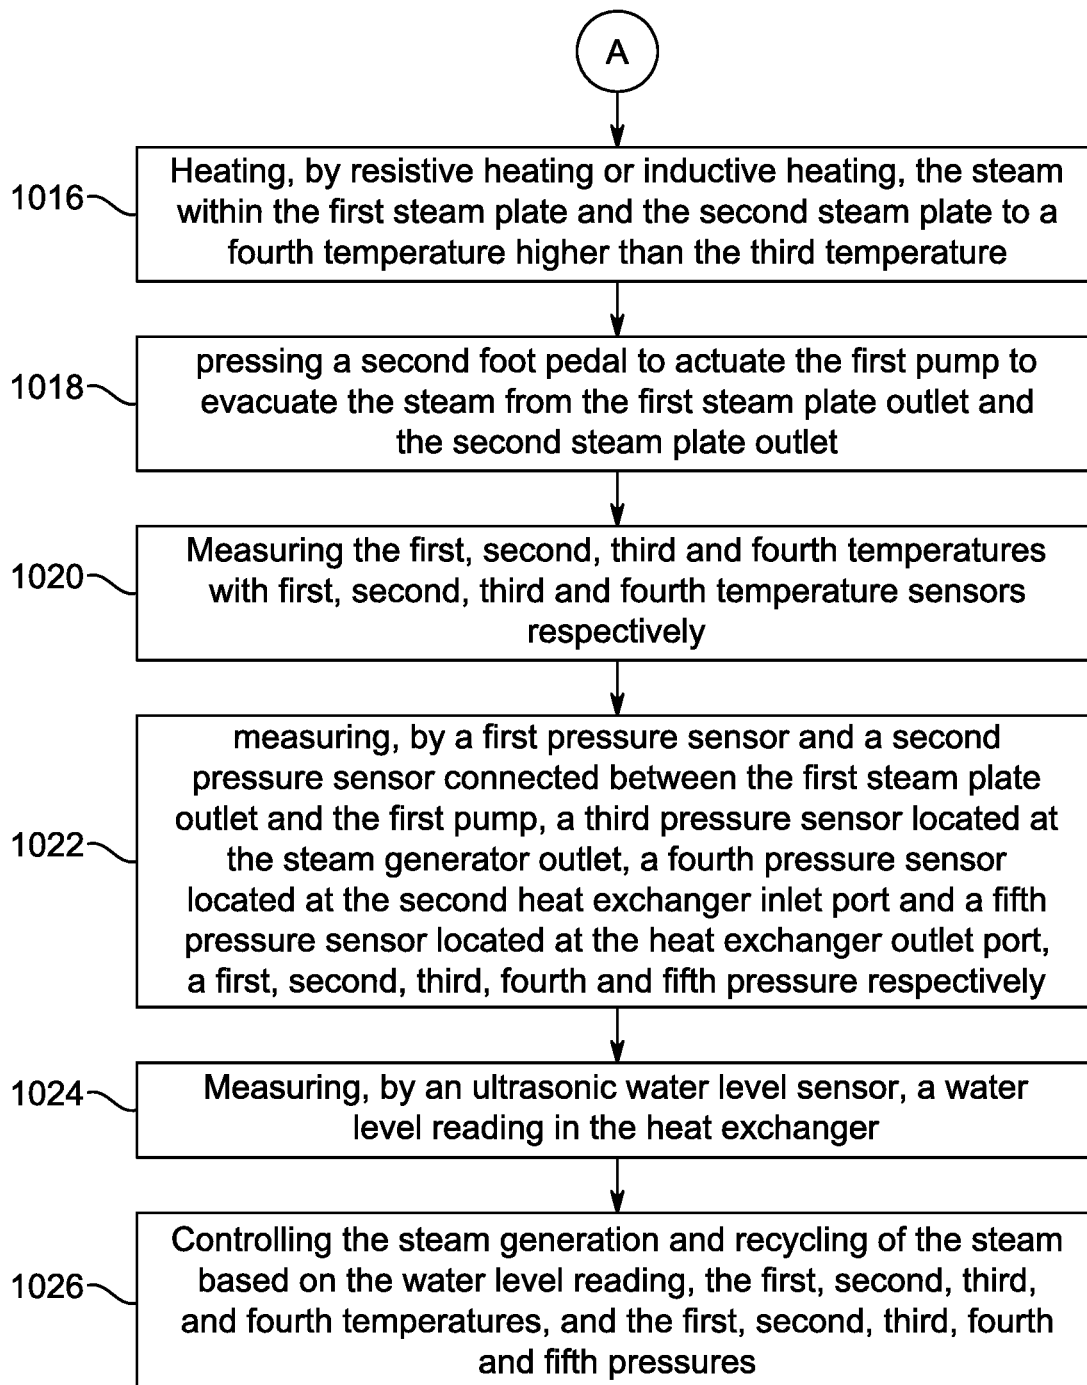 A
1016
Heating, by resistive heating or inductive heating, the steam
within the first steam plate and the second steam plate to a
fourth temperature higher than the third temperature
1018
pressing a second foot pedal to actuate the first pump to
evacuate the steam from the first steam plate outlet and
the second steam plate outlet
1020
Measuring the first, second, third and fourth temperatures
with first, second, third and fourth temperature sensors
respectively
1022
measuring, by a first pressure sensor and a second
pressure sensor connected between the first steam plate
outlet and the first pump, a third pressure sensor located at
the steam generator outlet, a fourth pressure sensor
located at the second heat exchanger inlet port and a fifth
pressure sensor located at the heat exchanger outlet port,
a first, second, third, fourth and fifth pressure respectively
1024
Measuring, by an ultrasonic water level sensor, a water
level reading in the heat exchanger
1026
Controlling the steam generation and recycling of the steam
based on the water level reading, the first, second, third,
and fourth temperatures, and the first, second, third, fourth
and fifth pressures